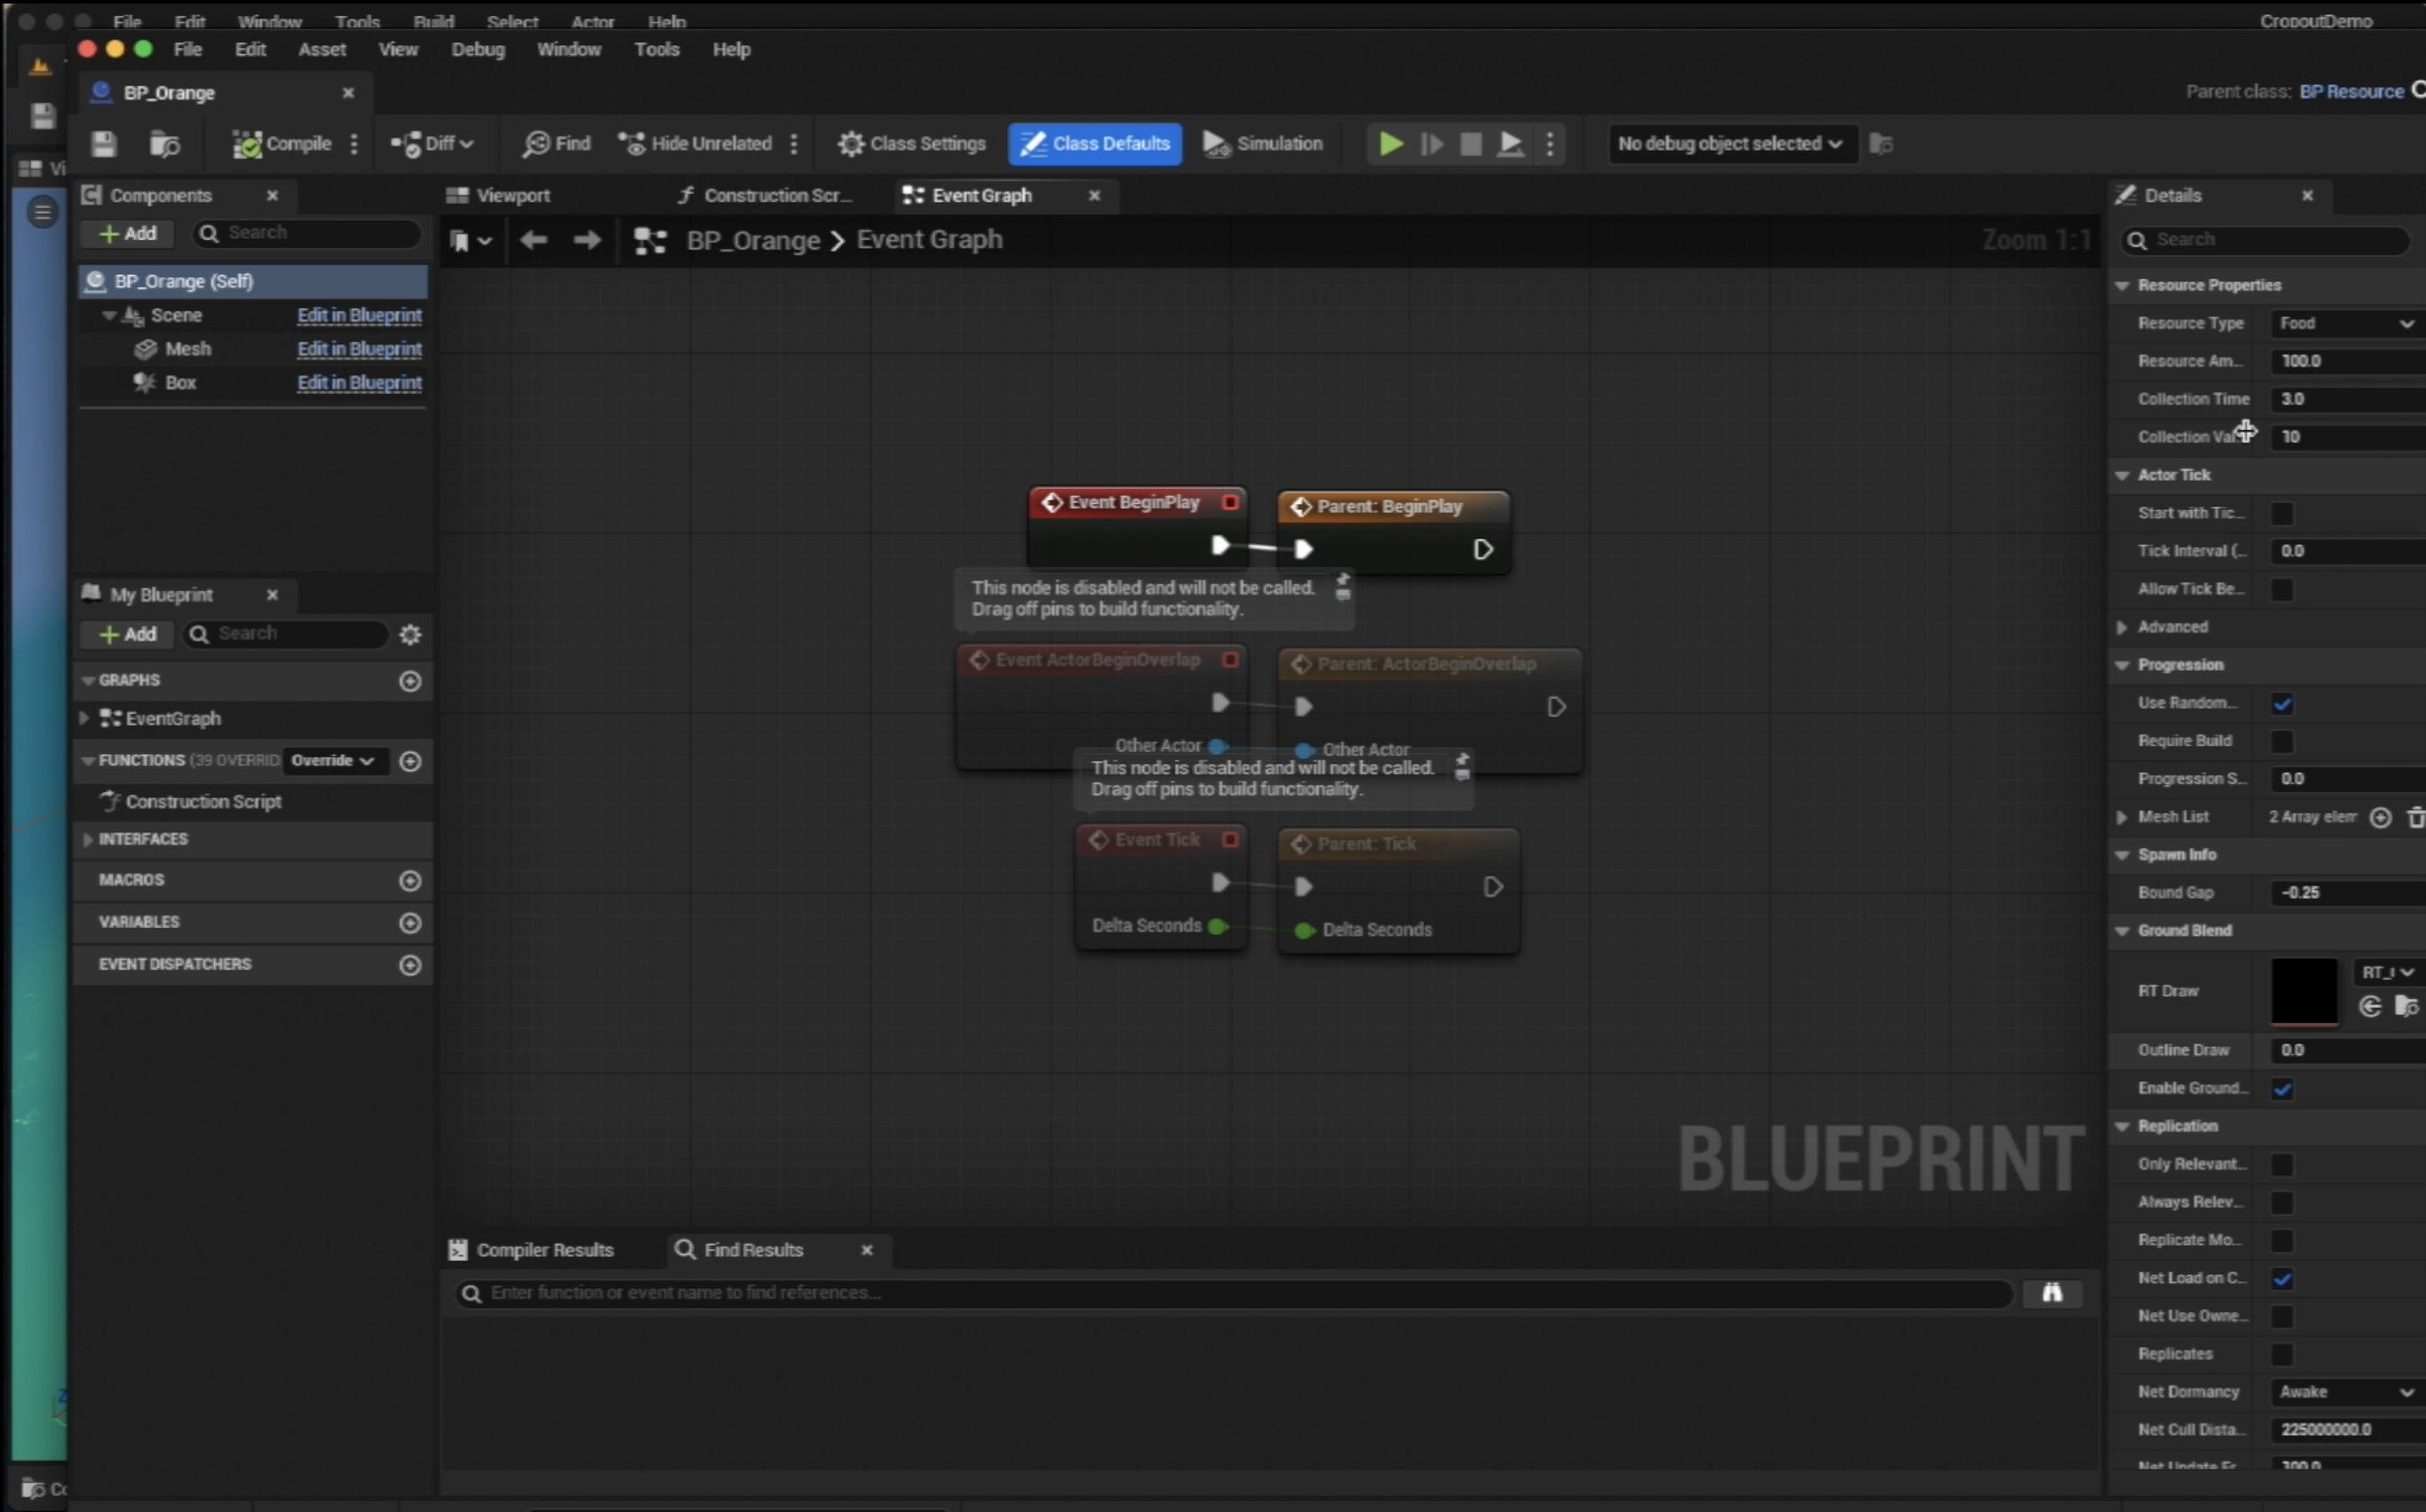 File Edit Window Tools Build Select Actor Help
CropoutDemo
File Edit Asset View Debug Window Tools Help
BP_Orange
Parent class: BP Resource
Compile
Diff
Find
Hide Unrelated
Class Settings
Class Defaults
Simulation
No debug object selected
Vi
Components
+ Add
Search
BP_Orange (Self)
Scene Edit in Blueprint
Mesh Edit in Blueprint
Box Edit in Blueprint
My Blueprint
+ Add
Search
GRAPHS
EventGraph
FUNCTIONS (39 OVERRID Override
Construction Script
INTERFACES
MACROS
VARIABLES
EVENT DISPATCHERS
Z
Co
Viewport
Construction Scr...
Event Graph
BP_Orange > Event Graph
Zoom 1:1
Event BeginPlay
Parent: BeginPlay
This node is disabled and will not be called.
Drag off pins to build functionality.
Event ActorBeginOverlap
Parent: ActorBeginOverlap
Other Actor
Other Actor
This node is disabled and will not be called.
Drag off pins to build functionality.
Event Tick
Parent: Tick
Delta Seconds
Delta Seconds
BLUEPRINT
Compiler Results
Find Results
Enter function or event name to find references...
Details
Search
Resource Properties
Resource Type Food
Resource Am... 100.0
Collection Time 3.0
Collection Val... 10
Actor Tick
Start with Tic...
Tick Interval (... 0.0
Allow Tick Be...
Advanced
Progression
Use Random...
Require Build
Progression S... 0.0
Mesh List 2 Array elem
Spawn Info
Bound Gap -0.25
Ground Blend
RT Draw RT_
Outline Draw 0.0
Enable Ground...
Replication
Only Relevant...
Always Relev...
Replicate Mo...
Net Load on C...
Net Use Owne...
Replicates
Net Dormancy Awake
Net Cull Dista... 225000000.0
Net Update Fr... 100.0